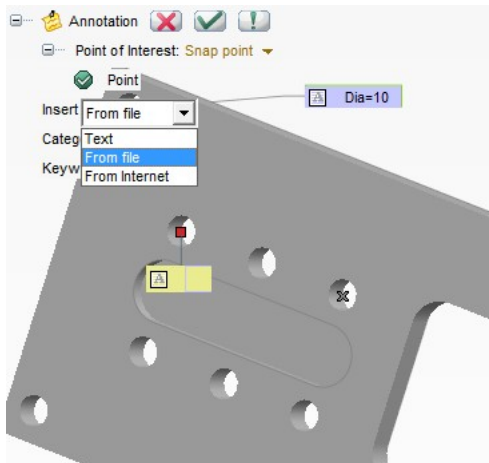 Annotation
Point of Interest: Snap point
Point
A Dia=10
Insert From file
Categ Text
From file
Keyw From Internet
A